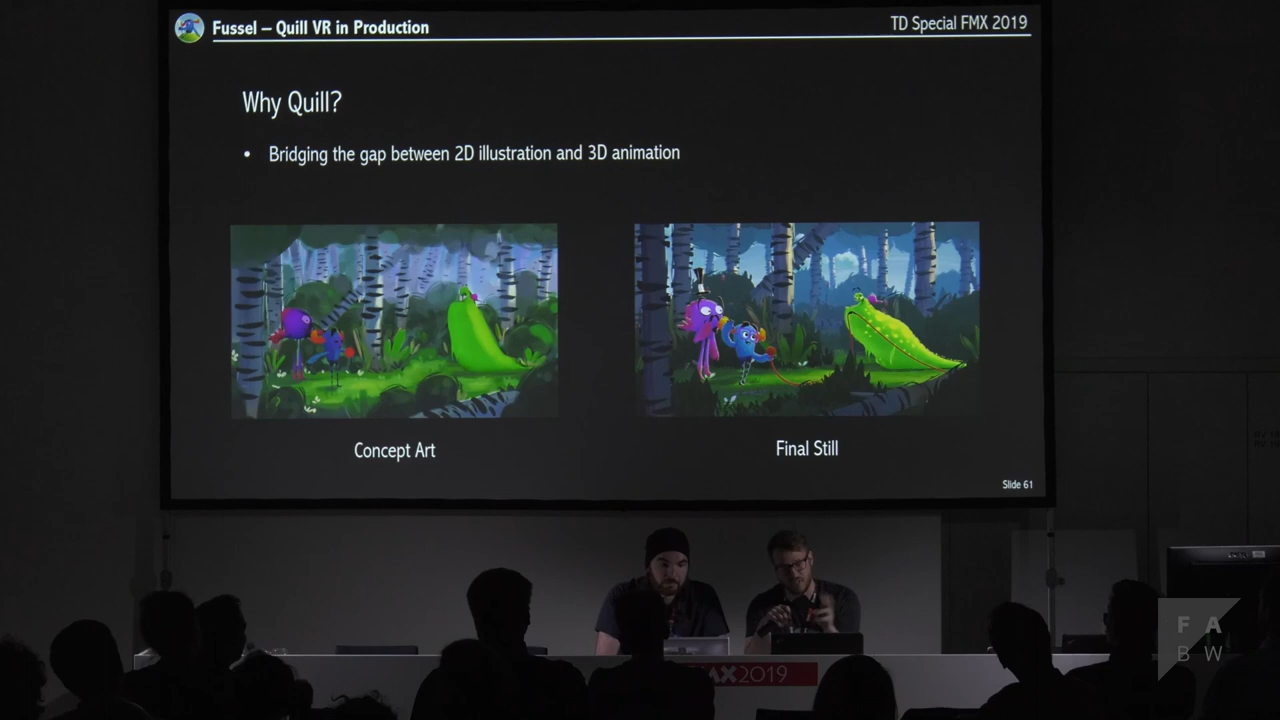 Fussel – Quill VR in Production
TD Special FMX 2019
Why Quill?
• Bridging the gap between 2D illustration and 3D animation
Concept Art
Final Still
Slide 61
2019
F A
B W